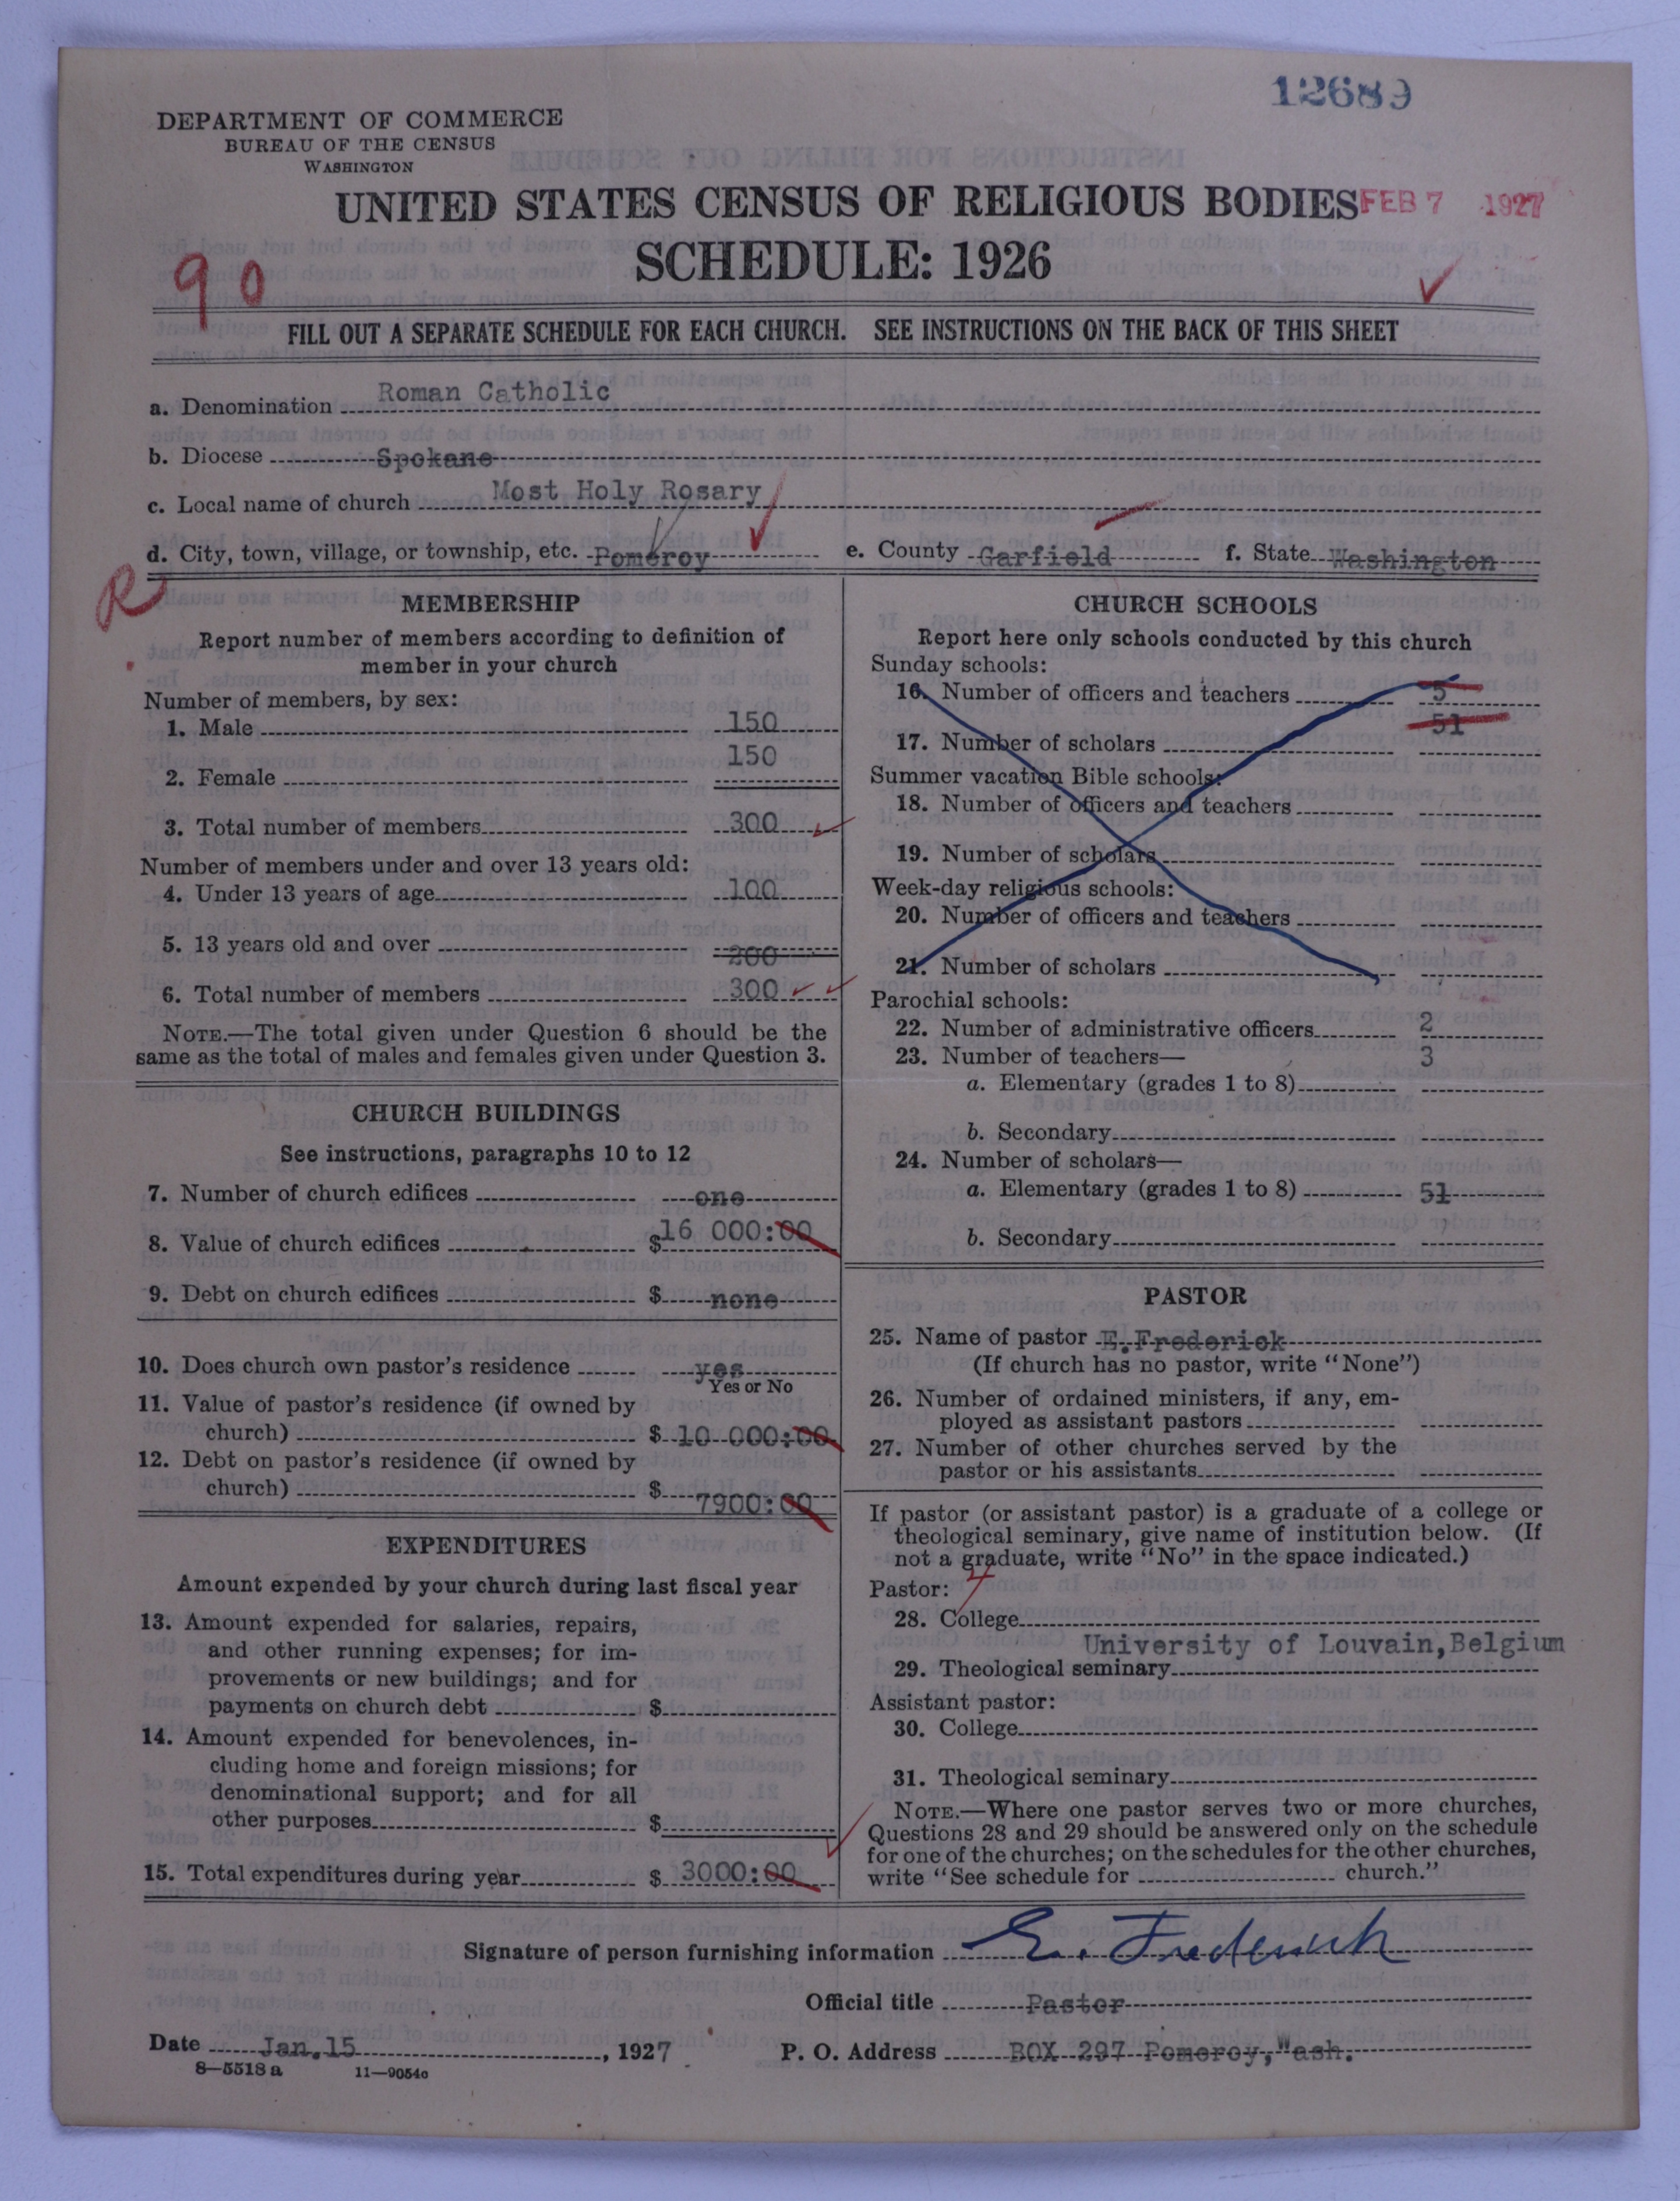 12689
DEPARTMENT OF COMMERCE
BUREAU OF THE CENSUS
WASHINGTON
UNITED STATES CENSUS OF RELIGIOUS BODIES FEB 7 1927
SCHEDULE: 1926
90
FILL OUT A SEPARATE SCHEDULE FOR EACH CHURCH. SEE INSTRUCTIONS ON THE BACK OF THIS SHEET
a. Denomination Roman Catholic
b. Diocese Spokane
c. Local name of church Most Holy Rosary
d. City, town, village, or township, etc. Pomeroy e. County Garfield f. State Washington
R
MEMBERSHIP
Report number of members according to definition of
member in your church
Number of members, by sex:
1. Male 150
2. Female 150
3. Total number of members 300
Number of members under and over 13 years old:
4. Under 13 years of age 100
5. 13 years old and over 200
6. Total number of members 300
NOTE.—The total given under Question 6 should be the
same as the total of males and females given under Question 3.
CHURCH BUILDINGS
See instructions, paragraphs 10 to 12
7. Number of church edifices one
8. Value of church edifices $16 000:00
9. Debt on church edifices $ none
10. Does church own pastor's residence yes
Yes or No
11. Value of pastor's residence (if owned by
church) $ 10 000:00
12. Debt on pastor's residence (if owned by
church) $ 7900:00
EXPENDITURES
Amount expended by your church during last fiscal year
13. Amount expended for salaries, repairs,
and other running expenses; for im-
provements or new buildings; and for
payments on church debt $
14. Amount expended for benevolences, in-
cluding home and foreign missions; for
denominational support; and for all
other purposes $
15. Total expenditures during year $ 3000:00
CHURCH SCHOOLS
Report here only schools conducted by this church
Sunday schools:
16. Number of officers and teachers 5
17. Number of scholars 51
Summer vacation Bible schools:
18. Number of officers and teachers
19. Number of scholars
Week-day religious schools:
20. Number of officers and teachers
21. Number of scholars
Parochial schools:
22. Number of administrative officers 2
23. Number of teachers— 3
a. Elementary (grades 1 to 8)
b. Secondary
24. Number of scholars—
a. Elementary (grades 1 to 8) 51
b. Secondary
PASTOR
25. Name of pastor E.Frederick
(If church has no pastor, write "None")
26. Number of ordained ministers, if any, em-
ployed as assistant pastors
27. Number of other churches served by the
pastor or his assistants
If pastor (or assistant pastor) is a graduate of a college or
theological seminary, give name of institution below. (If
not a graduate, write "No" in the space indicated.)
Pastor: 4
28. College
University of Louvain,Belgium
29. Theological seminary
Assistant pastor:
30. College
31. Theological seminary
NOTE.—Where one pastor serves two or more churches,
Questions 28 and 29 should be answered only on the schedule
for one of the churches; on the schedules for the other churches,
write "See schedule for church."
Signature of person furnishing information E. Frederick
Official title Pastor
Date Jan.15, 1927 P. O. Address BOX 297 Pomeroy,Wash.
8—5518 a 11—9054c